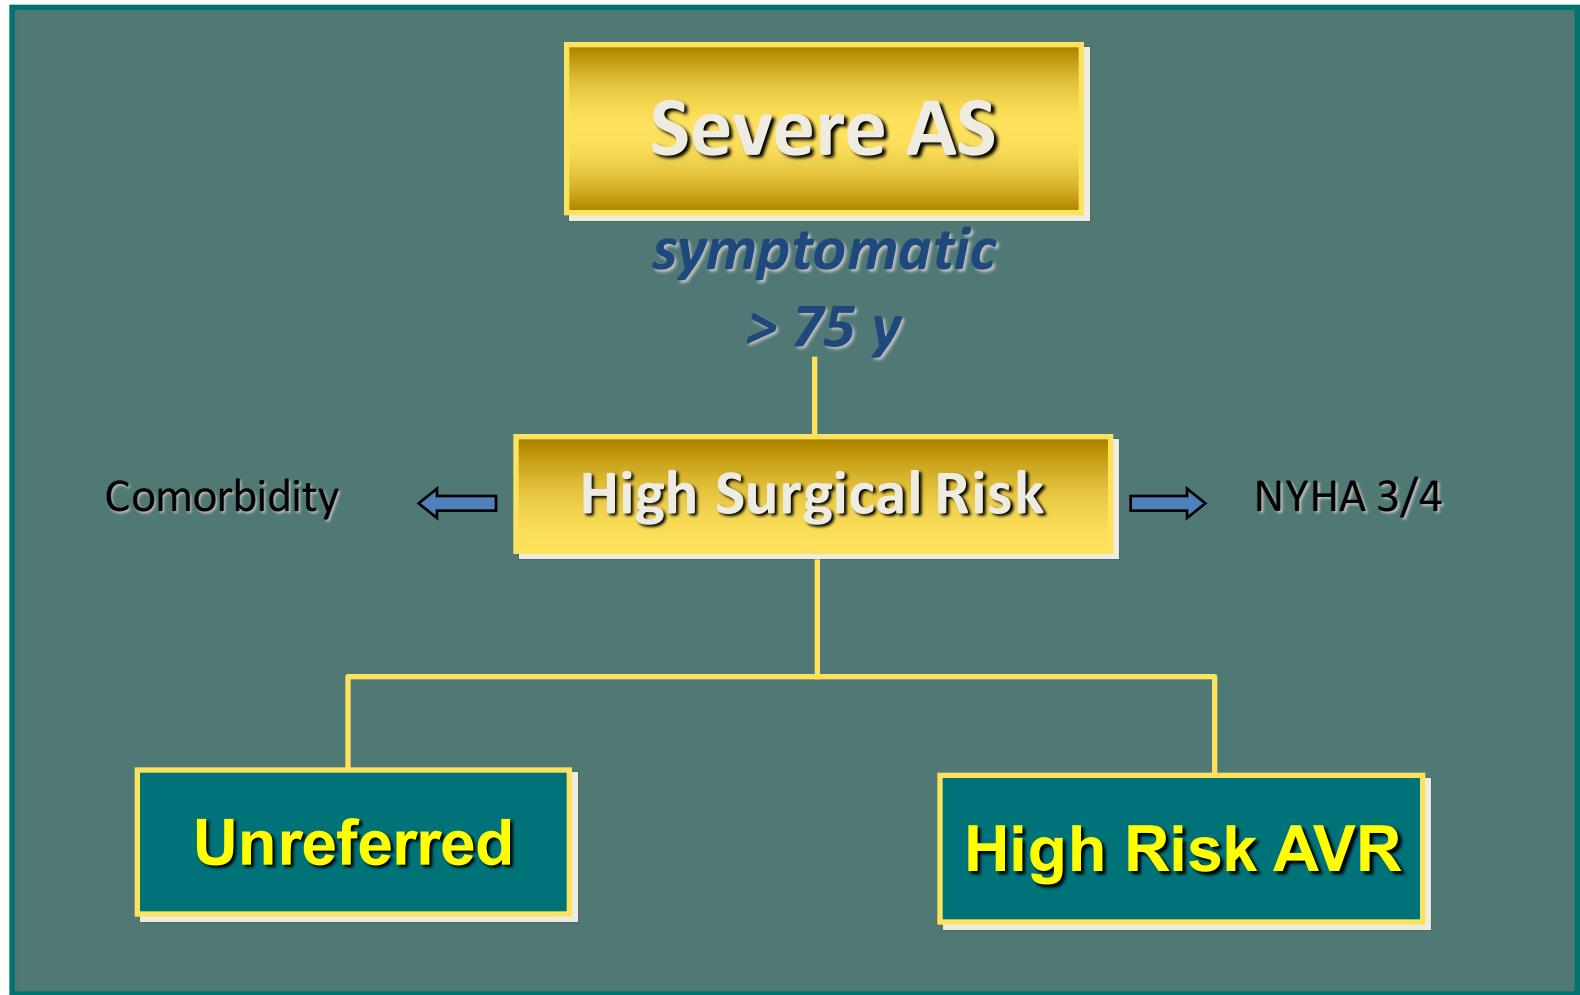 Severe AS
symptomatic
> 75 y
Comorbidity
High Surgical Risk
NYHA 3/4
Unreferred
High Risk AVR